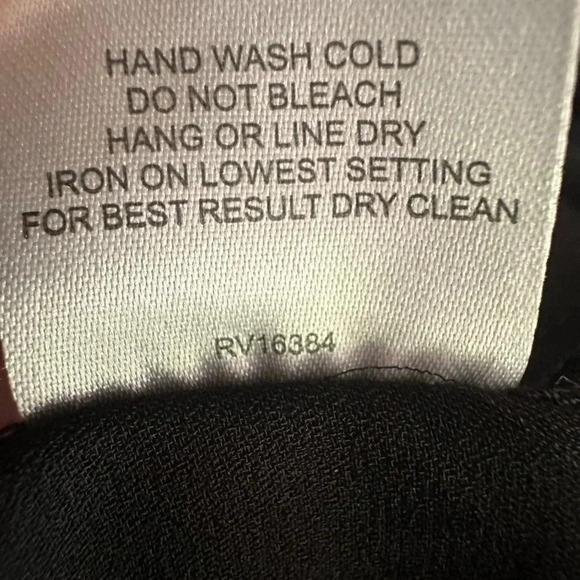 HAND WASH COLD
DO NOT BLEACH
HANG OR LINE DRY
IRON ON LOWEST SETTING
FOR BEST RESULT DRY CLEAN
RV16384